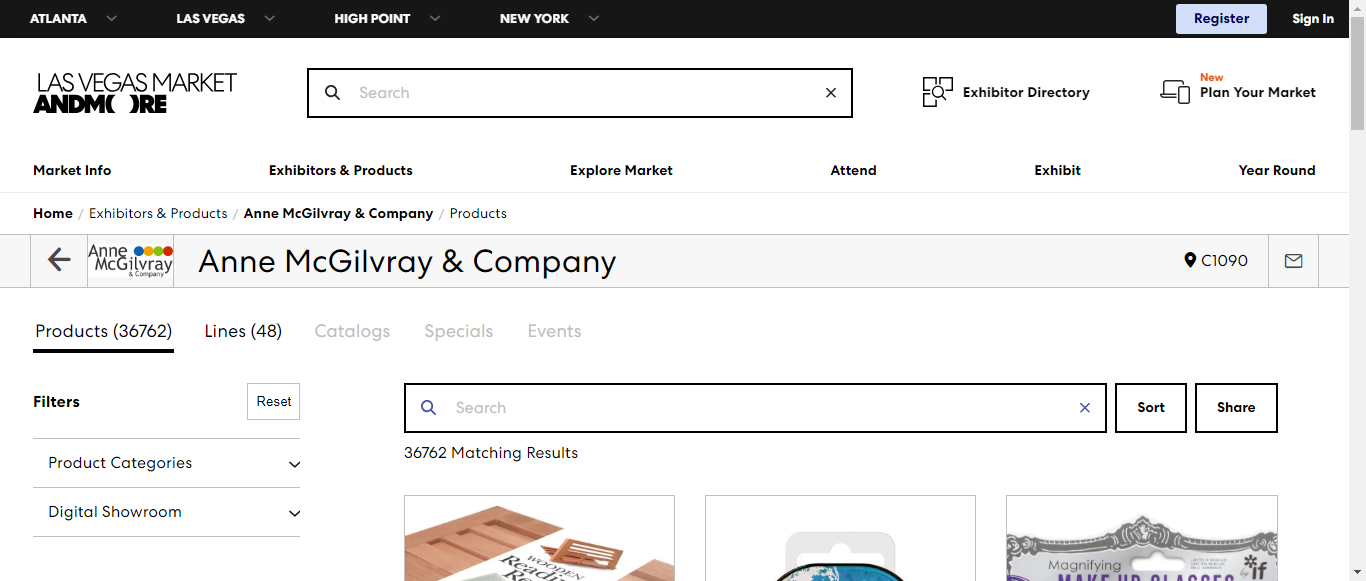 ATLANTA LAS VEGAS HIGH POINT NEW YORK Register Sign In
LAS VEGAS MARKET
ANDMORE
Search
Exhibitor Directory
New
Plan Your Market
Market Info Exhibitors & Products Explore Market Attend Exhibit Year Round
Home / Exhibitors & Products / Anne McGilvray & Company / Products
Anne
McGilvray
& Company
Anne McGilvray & Company
C1090
Products (36762) Lines (48) Catalogs Specials Events
Filters Reset
Search Sort Share
36762 Matching Results
Product Categories
Digital Showroom
WOODEN
Magnifying
MAKE UP GLASSES
by if